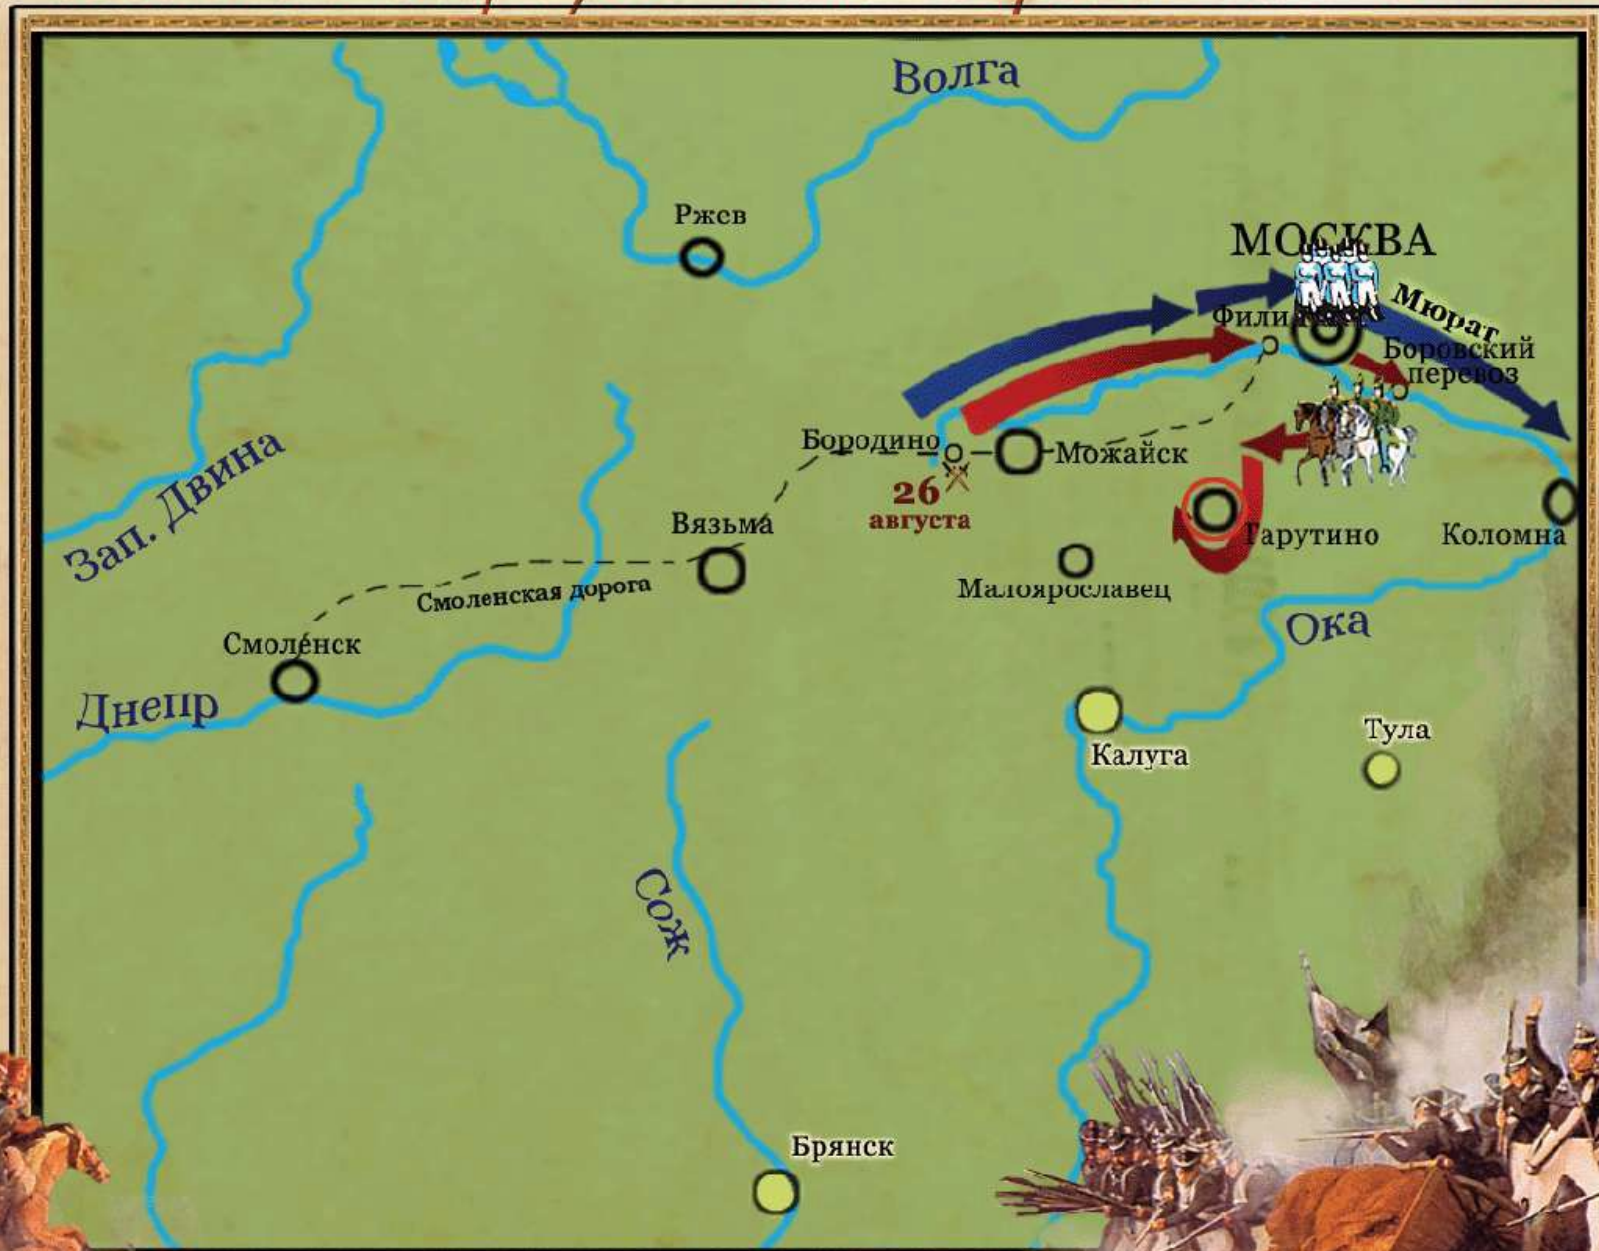 Волга
Ржев
МОСКВА
Мюрат
Фили
Боровский
перевоз
Бородино
Можайск
26
августа
Зап. Двина
Вязьма
Тарутино
Коломна
Малоярославец
Смоленская дорога
Ока
Смоленск
Днепр
Тула
Калуга
Сож
Брянск